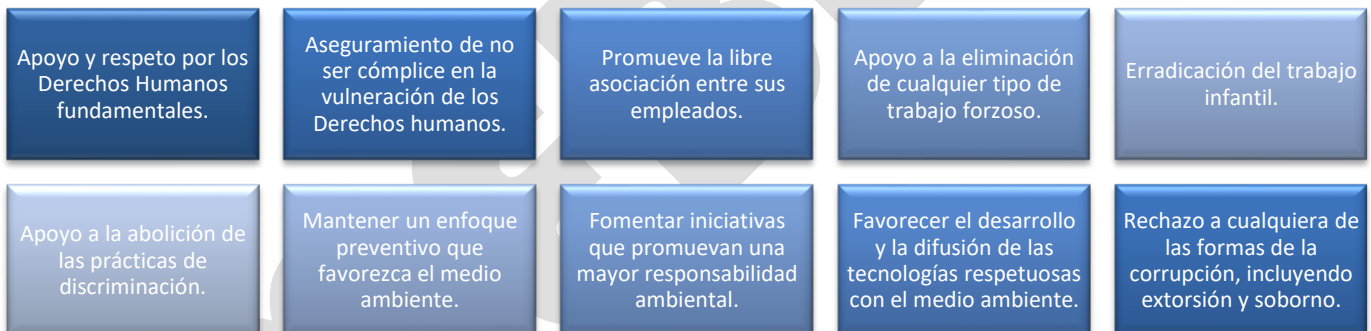 Apoyo y respeto por los
Derechos Humanos
fundamentales.
Aseguramiento de no
ser cómplice en la
vulneración de los
Derechos humanos.
Promueve la libre
asociación entre sus
empleados.
Apoyo a la eliminación
de cualquier tipo de
trabajo forzoso.
Erradicación del trabajo
infantil.
Apoyo a la abolición de
las prácticas de
discriminación.
Mantener un enfoque
preventivo que
favorezca el medio
ambiente.
Fomentar iniciativas
que promuevan una
mayor responsabilidad
ambiental.
Favorecer el desarrollo
y la difusión de las
tecnologías respetuosas
con el medio ambiente.
Rechazo a cualquiera de
las formas de la
corrupción, incluyendo
extorsión y soborno.